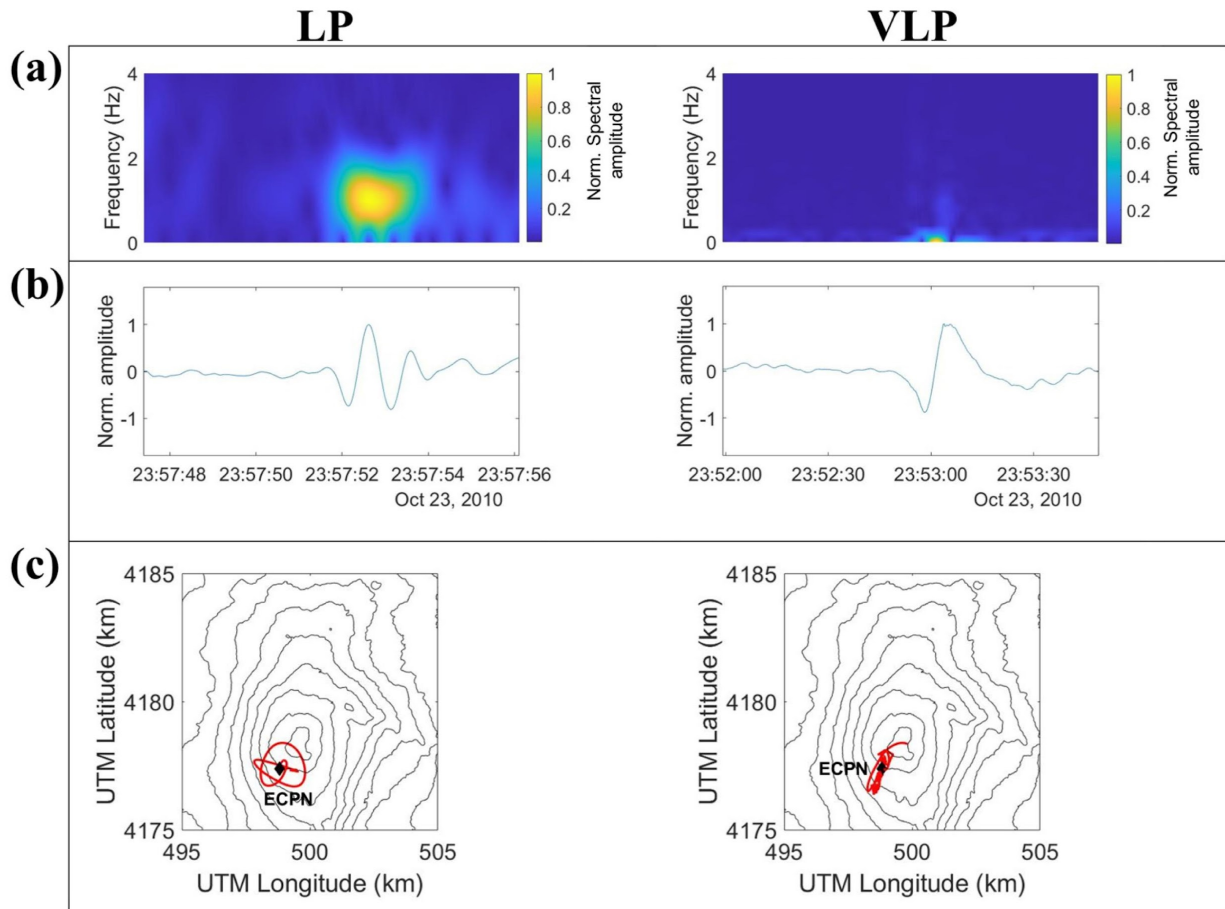 LP
VLP
(a)
Frequency (Hz)
4
2
0
1
0.8
0.6
0.4
0.2
Norm. Spectral
amplitude
Frequency (Hz)
4
2
0
1
0.8
0.6
0.4
0.2
Norm. Spectral
amplitude
(b)
Norm. amplitude
1
0
-1
23:57:48 23:57:50 23:57:52 23:57:54 23:57:56
Oct 23, 2010
Norm. amplitude
1
0
-1
23:52:00 23:52:30 23:53:00 23:53:30
Oct 23, 2010
(c)
UTM Latitude (km)
4185
4180
4175
ECPN
495 500 505
UTM Longitude (km)
UTM Latitude (km)
4185
4180
4175
ECPN
495 500 505
UTM Longitude (km)